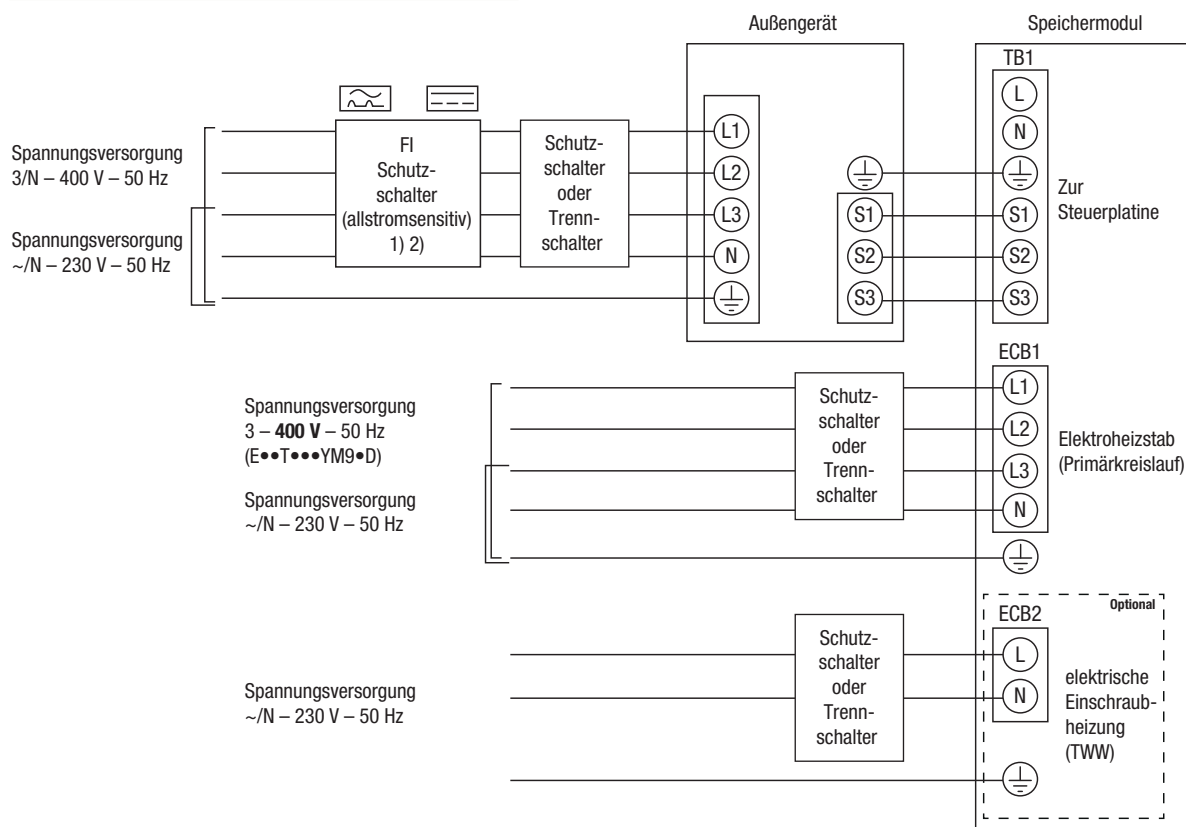 Außengerät
Speichermodul
Spannungsversorgung
3/N – 400 V – 50 Hz
Spannungsversorgung
~/N – 230 V – 50 Hz
FI
Schutz-
schalter
(allstromsensitiv)
1) 2)
Schutz-
schalter
oder
Trenn-
schalter
L1
L2
L3
N
S1
S2
S3
TB1
L
N
S1
S2
S3
Zur
Steuerplatine
Spannungsversorgung
3 – 400 V – 50 Hz
(E••T•••YM9•D)
Spannungsversorgung
~/N – 230 V – 50 Hz
Schutz-
schalter
oder
Trenn-
schalter
ECB1
L1
L2
L3
N
Elektroheizstab
(Primärkreislauf)
Spannungsversorgung
~/N – 230 V – 50 Hz
Schutz-
schalter
oder
Trenn-
schalter
Optional
ECB2
L
N
elektrische
Einschraub-
heizung
(TWW)